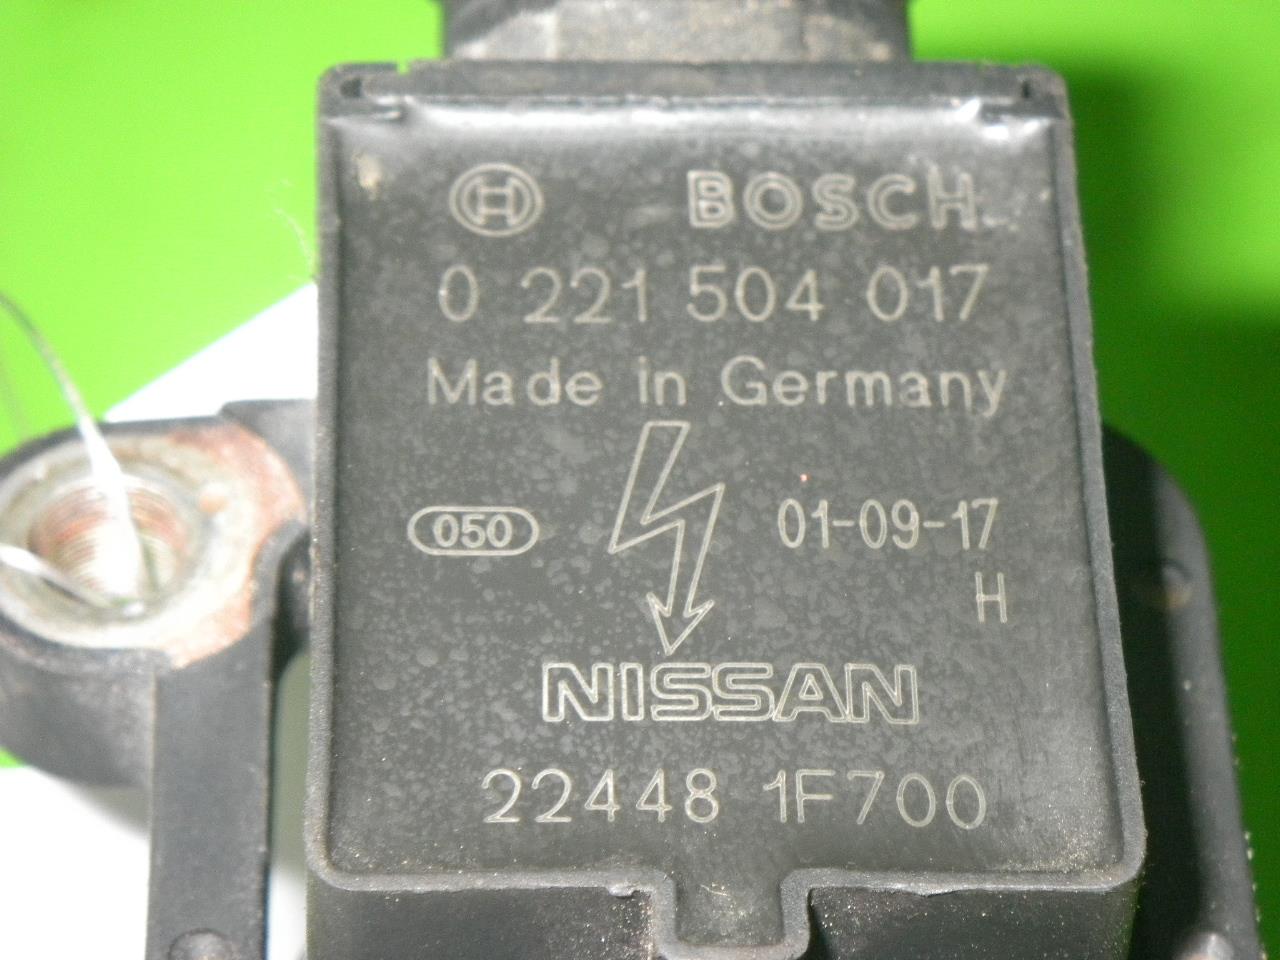 BOSCH
0 221 504 017
Made in Germany
050 01-09-17
H
NISSAN
22448 1F700